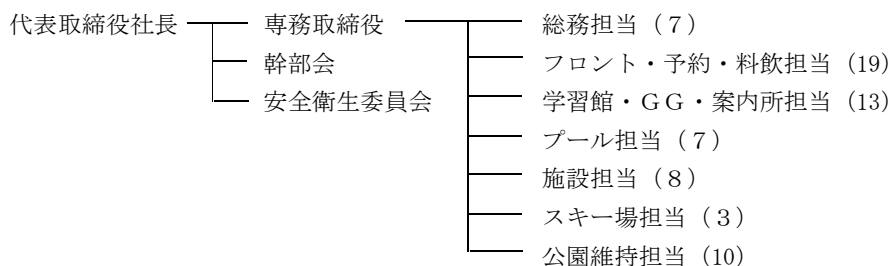 代表取締役社長 専務取締役 総務担当（７）
幹部会 フロント・予約・料飲担当（19）
安全衛生委員会 学習館・ＧＧ・案内所担当（13）
プール担当（７）
施設担当（８）
スキー場担当（３）
公園維持担当（10）